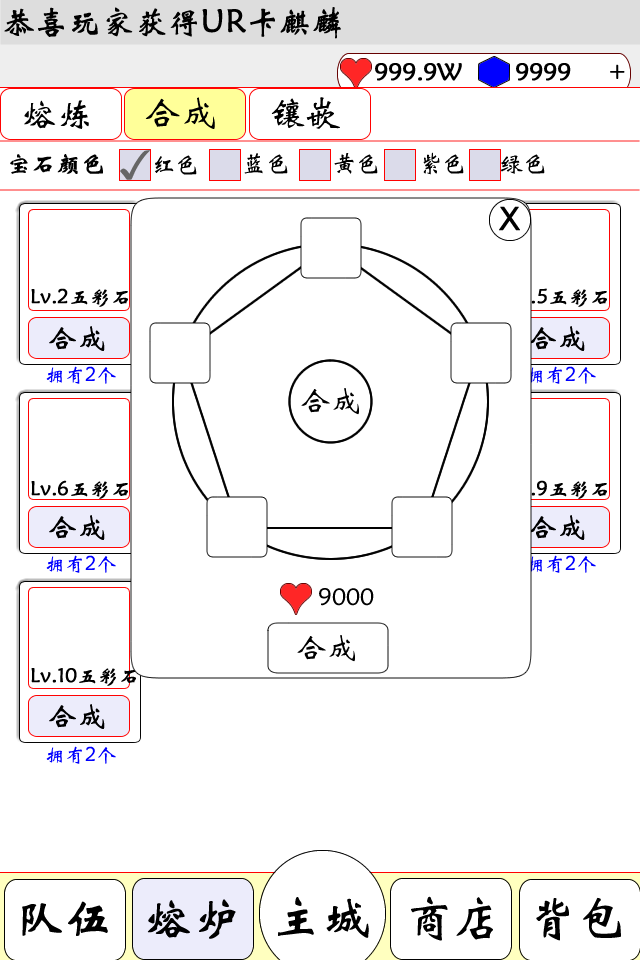 恭喜玩家获得UR卡麒麟
999.9W 9999 +
熔炼 合成 镶嵌
宝石颜色 红色 蓝色 黄色 紫色 绿色
X
Lv.2五彩石 .5五彩石
合成 合成
拥有2个 拥有2个
合成
Lv.6五彩石 .9五彩石
合成 合成
拥有2个 拥有2个
9000
合成
Lv.10五彩石
合成
拥有2个
队伍 熔炉 主城 商店 背包